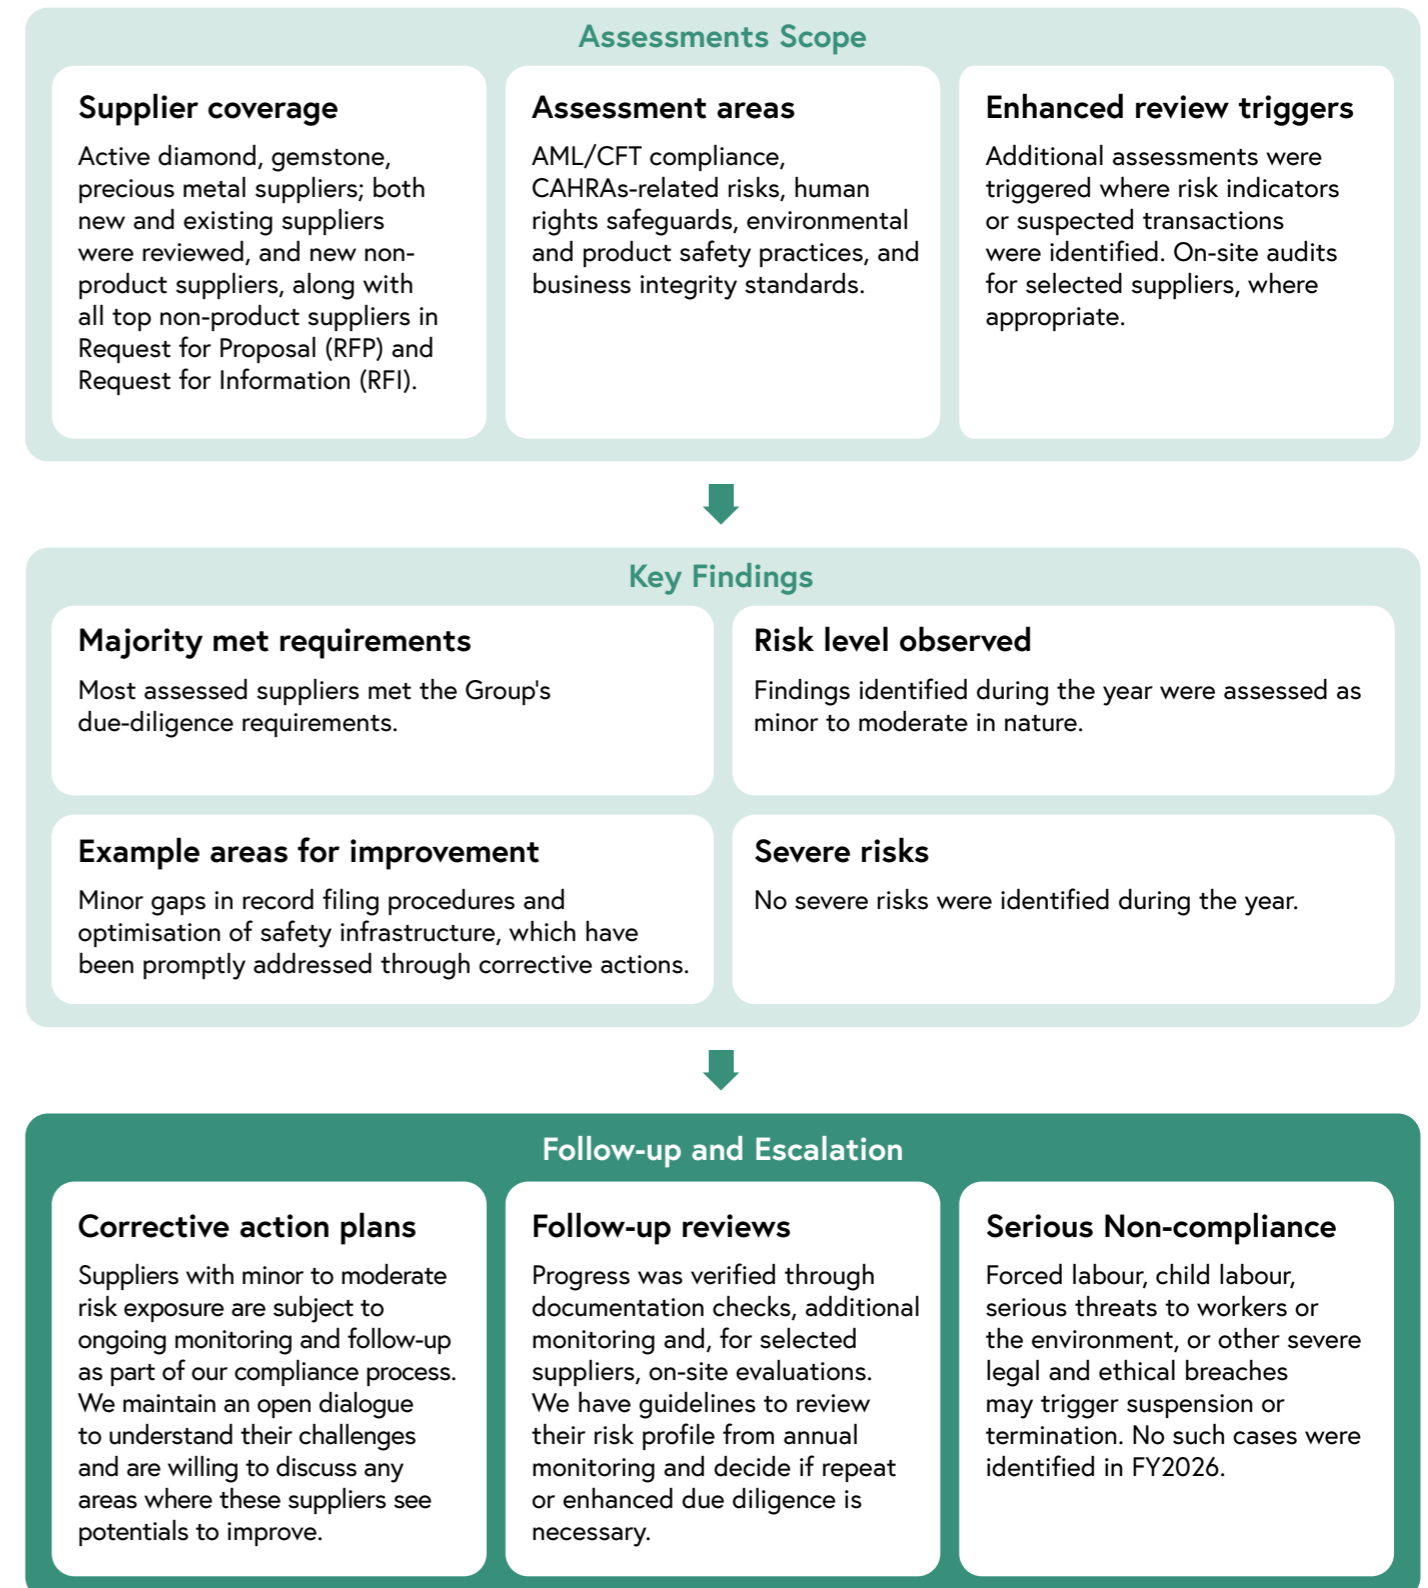 Assessments Scope
Supplier coverage
Active diamond, gemstone,
precious metal suppliers; both
new and existing suppliers
were reviewed, and new non-
product suppliers, along with
all top non-product suppliers in
Request for Proposal (RFP) and
Request for Information (RFI).
Assessment areas
AML/CFT compliance,
CAHRAs-related risks, human
rights safeguards, environmental
and product safety practices, and
business integrity standards.
Enhanced review triggers
Additional assessments were
triggered where risk indicators
or suspected transactions
were identified. On-site audits
for selected suppliers, where
appropriate.
Key Findings
Majority met requirements
Most assessed suppliers met the Group's
due-diligence requirements.
Risk level observed
Findings identified during the year were assessed as
minor to moderate in nature.
Example areas for improvement
Minor gaps in record filing procedures and
optimisation of safety infrastructure, which have
been promptly addressed through corrective actions.
Severe risks
No severe risks were identified during the year.
Follow-up and Escalation
Corrective action plans
Suppliers with minor to moderate
risk exposure are subject to
ongoing monitoring and follow-up
as part of our compliance process.
We maintain an open dialogue
to understand their challenges
and are willing to discuss any
areas where these suppliers see
potentials to improve.
Follow-up reviews
Progress was verified through
documentation checks, additional
monitoring and, for selected
suppliers, on-site evaluations.
We have guidelines to review
their risk profile from annual
monitoring and decide if repeat
or enhanced due diligence is
necessary.
Serious Non-compliance
Forced labour, child labour,
serious threats to workers or
the environment, or other severe
legal and ethical breaches
may trigger suspension or
termination. No such cases were
identified in FY2026.